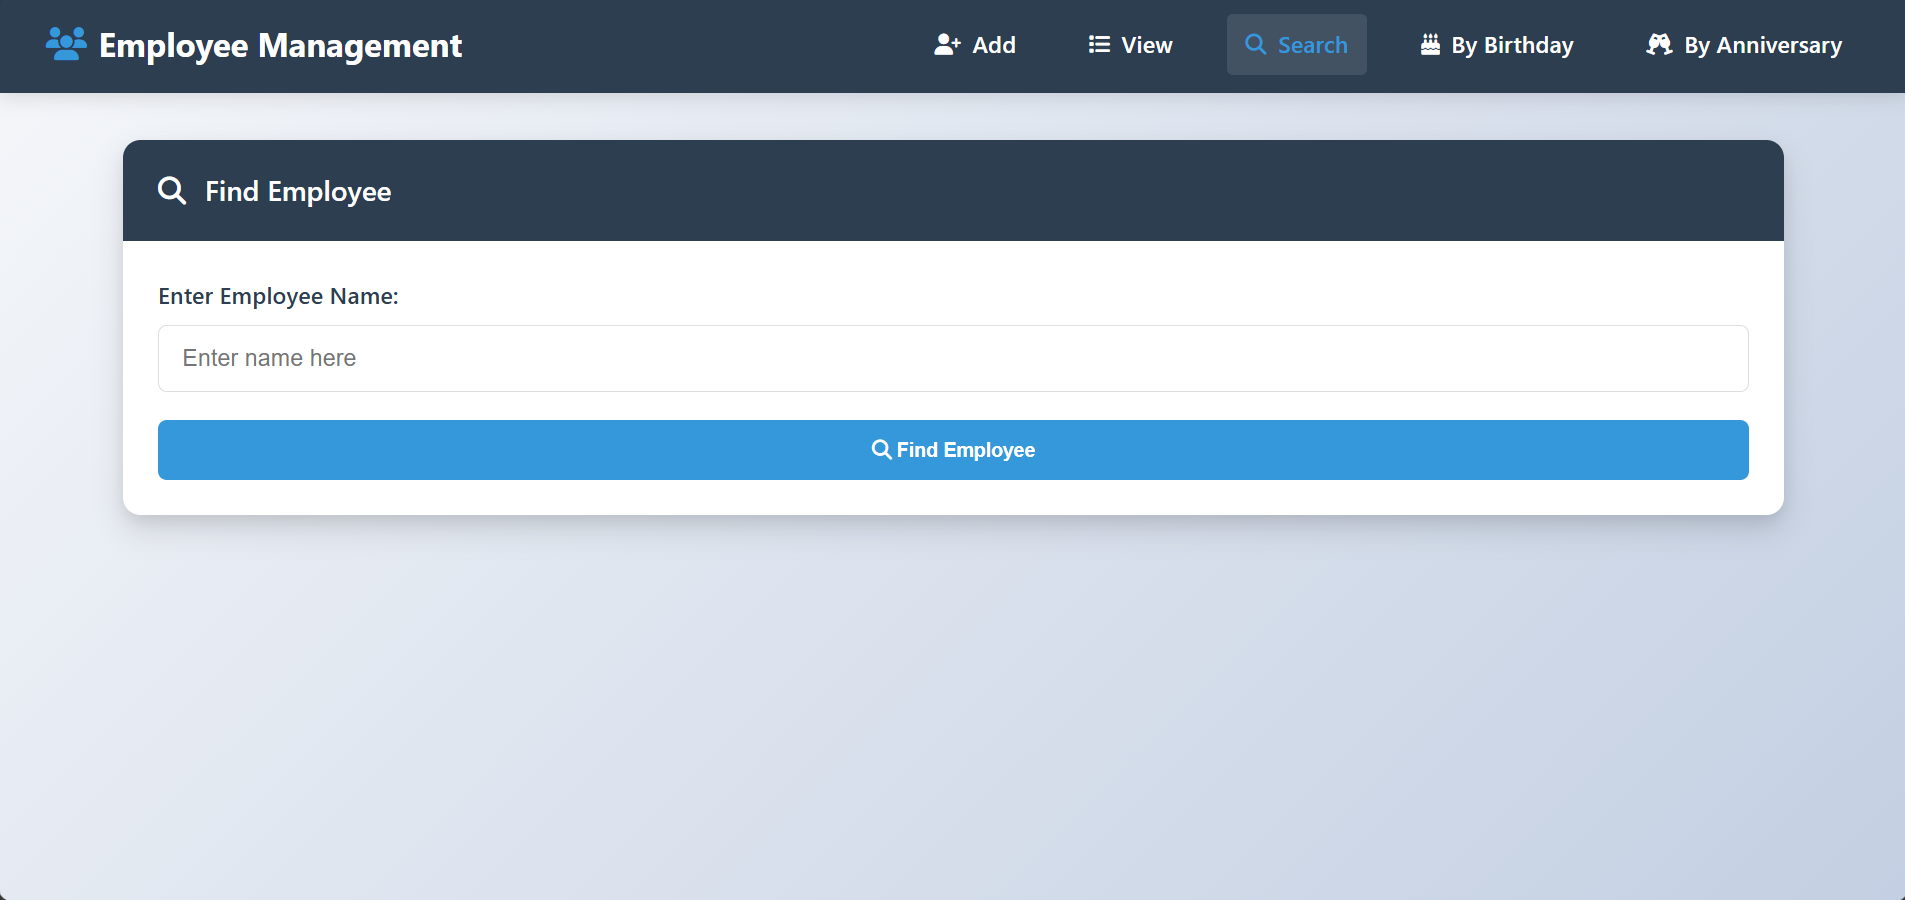 Employee Management
Add
View
Search
By Birthday
By Anniversary
Find Employee
Enter Employee Name:
Enter name here
Find Employee